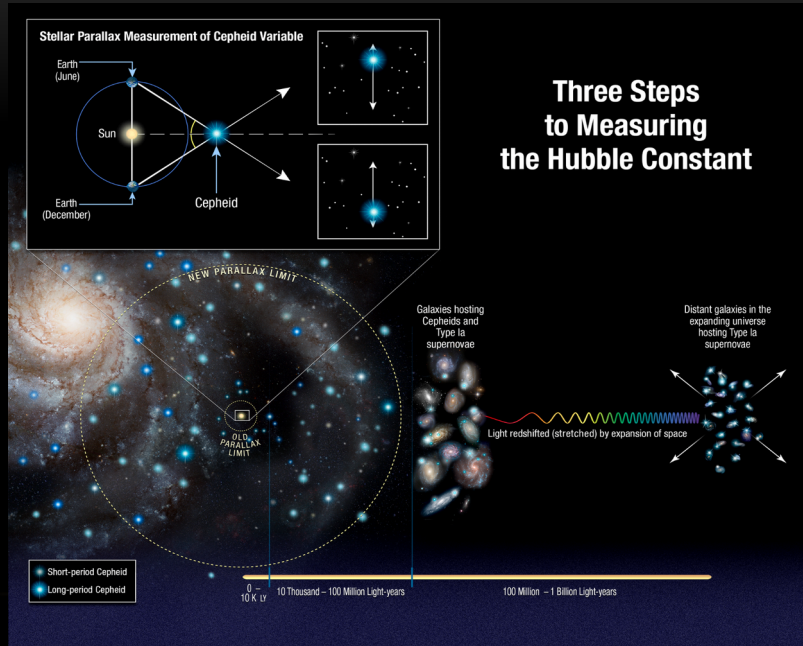 Stellar Parallax Measurement of Cepheid Variable
Earth
(June)
Sun
Earth
(December)
Cepheid
Three Steps
to Measuring
the Hubble Constant
NEW PARALLAX LIMIT
OLD
PARALLAX
LIMIT
Galaxies hosting
Cepheids and
Type Ia
supernovae
Distant galaxies in the
expanding universe
hosting Type Ia
supernovae
Light redshifted (stretched) by expansion of space
Short-period Cepheid
Long-period Cepheid
0 –
10 K LY
10 Thousand – 100 Million Light-years
100 Million – 1 Billion Light-years